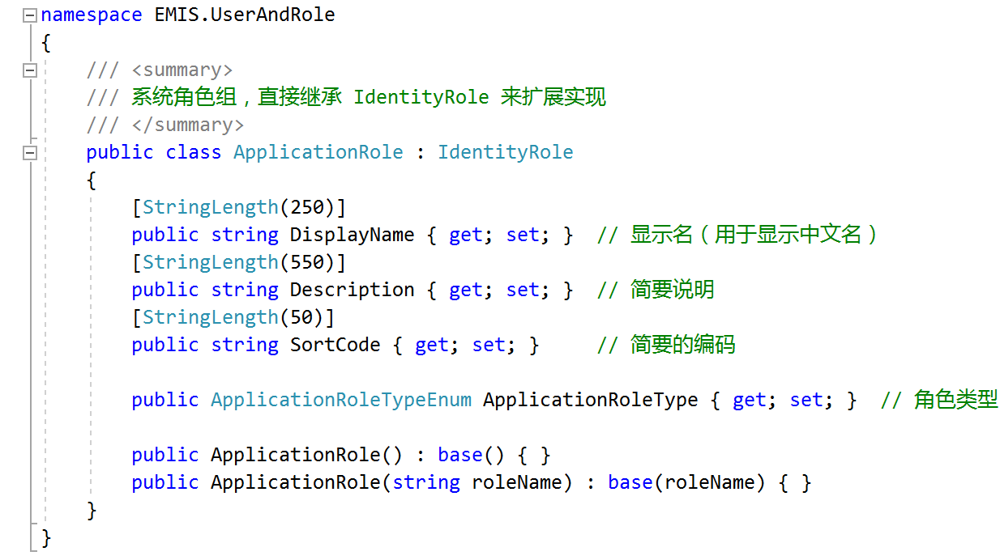 namespace EMIS.UserAndRole
{
/// <summary>
/// 系统角色组，直接继承 IdentityRole 来扩展实现
/// </summary>
public class ApplicationRole : IdentityRole
{
[StringLength(250)]
public string DisplayName { get; set; }  // 显示名（用于显示中文名）
[StringLength(550)]
public string Description { get; set; }  // 简要说明
[StringLength(50)]
public string SortCode { get; set; }     // 简要的编码
public ApplicationRoleTypeEnum ApplicationRoleType { get; set; }  // 角色类型
public ApplicationRole() : base() { }
public ApplicationRole(string roleName) : base(roleName) { }
}
}